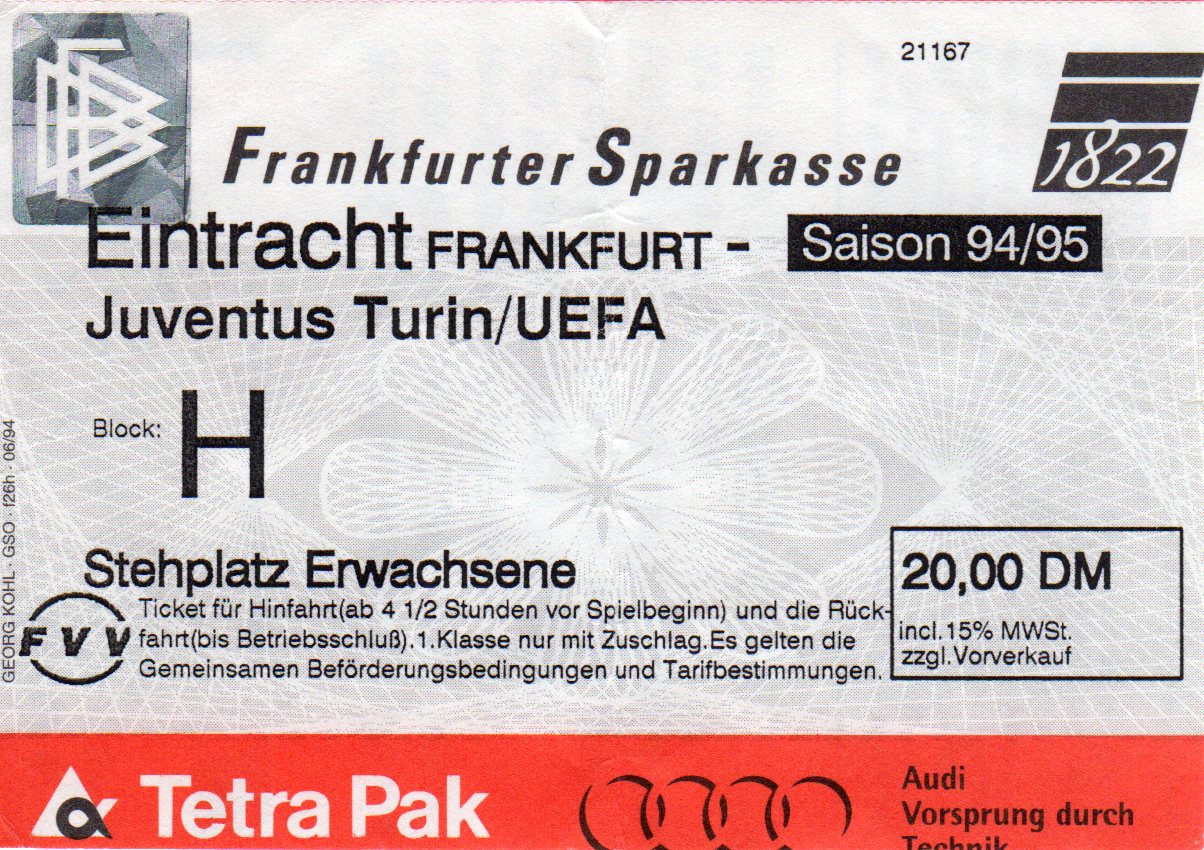 21167
Frankfurter Sparkasse
1822
Eintracht FRANKFURT - Saison 94/95
Juventus Turin/UEFA
Block: H
GEORG KOHL · GSO · f26h · 06/94
Stehplatz Erwachsene
FVV
Ticket für Hinfahrt(ab 4 1/2 Stunden vor Spielbeginn) und die Rück-
fahrt(bis Betriebsschluß).1.Klasse nur mit Zuschlag.Es gelten die
Gemeinsamen Beförderungsbedingungen und Tarifbestimmungen.
20,00 DM
incl.15% MWSt.
zzgl.Vorverkauf
Tetra Pak
Audi
Vorsprung durch
Technik